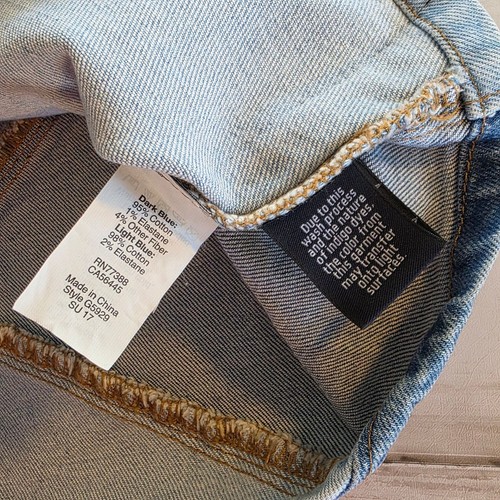 Dark Blue:
95% Cotton
4% Other Fiber
1% Elastane
Light Blue:
98% Cotton
2% Elastane
RN77388
CA56445
Made in China
Style G5929
SU 17
Due to this
wash process
and the nature
of indigo dyes,
the color from
this garment
may transfer
onto light
surfaces.